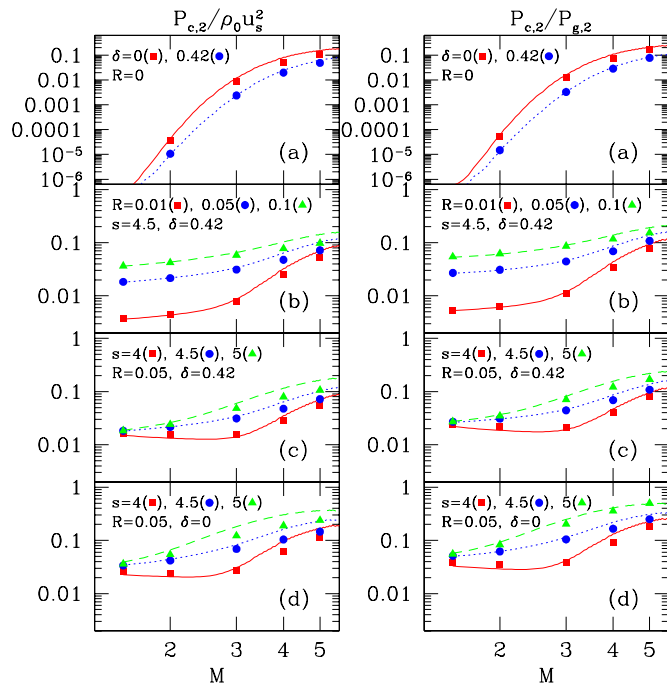 P_{c,2}/ρ_0u_s^2
P_{c,2}/P_{g,2}
0.1
0.01
0.001
0.0001
10^{-5}
10^{-6}
δ=0(■), 0.42(●)
R=0
(a)
0.1
0.01
0.001
0.0001
10^{-5}
10^{-6}
δ=0(■), 0.42(●)
R=0
(a)
1
0.1
0.01
R=0.01(■), 0.05(●), 0.1(▲)
s=4.5, δ=0.42
(b)
1
0.1
0.01
R=0.01(■), 0.05(●), 0.1(▲)
s=4.5, δ=0.42
(b)
1
0.1
0.01
s=4(■), 4.5(●), 5(▲)
R=0.05, δ=0.42
(c)
1
0.1
0.01
s=4(■), 4.5(●), 5(▲)
R=0.05, δ=0.42
(c)
1
0.1
0.01
s=4(■), 4.5(●), 5(▲)
R=0.05, δ=0
(d)
1
0.1
0.01
s=4(■), 4.5(●), 5(▲)
R=0.05, δ=0
(d)
2 3 4 5
M
2 3 4 5
M